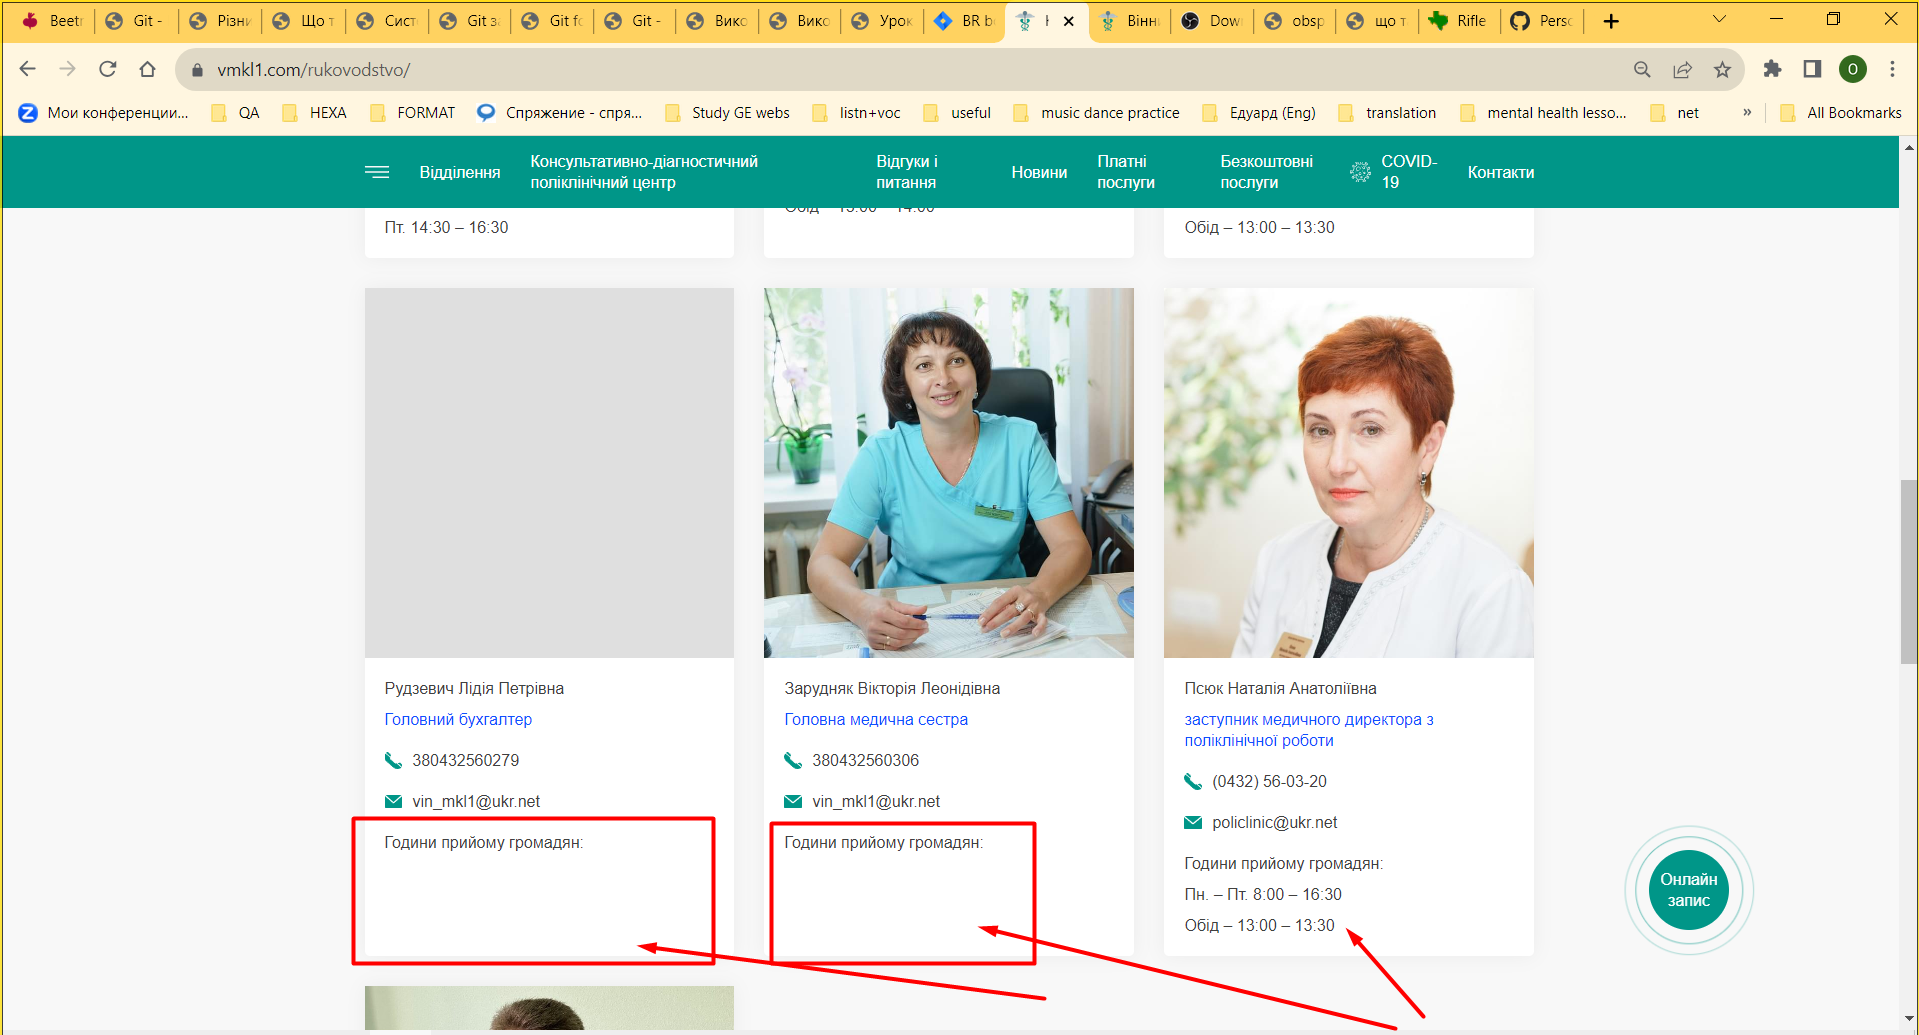 Beetr
Git -
Різни
Що т
Сист
Git за
Git fo
Git -
Вико
Вико
Урок
BR b
Вінн
Dow
obsp
що т
Rifle
Perso
vmkl1.com/rukovodstvo/
O
Мои конференции...
QA
HEXA
FORMAT
Спряжение - спря...
Study GE webs
listn+voc
useful
music dance practice
Едуард (Eng)
translation
mental health lesso...
net
»
All Bookmarks
Відділення
Консультативно-діагностичний
поліклінічний центр
Відгуки і
питання
Новини
Платні
послуги
Безкоштовні
послуги
COVID-
19
Контакти
Пт. 14:30 – 16:30
Обід – 13:00 – 14:00
Обід – 13:00 – 13:30
Рудзевич Лідія Петрівна
Головний бухгалтер
380432560279
vin_mkl1@ukr.net
Години прийому громадян:
Зарудняк Вікторія Леонідівна
Головна медична сестра
380432560306
vin_mkl1@ukr.net
Години прийому громадян:
Псюк Наталія Анатоліївна
заступник медичного директора з
поліклінічної роботи
(0432) 56-03-20
policlinic@ukr.net
Години прийому громадян:
Пн. – Пт. 8:00 – 16:30
Обід – 13:00 – 13:30
Онлайн
запис